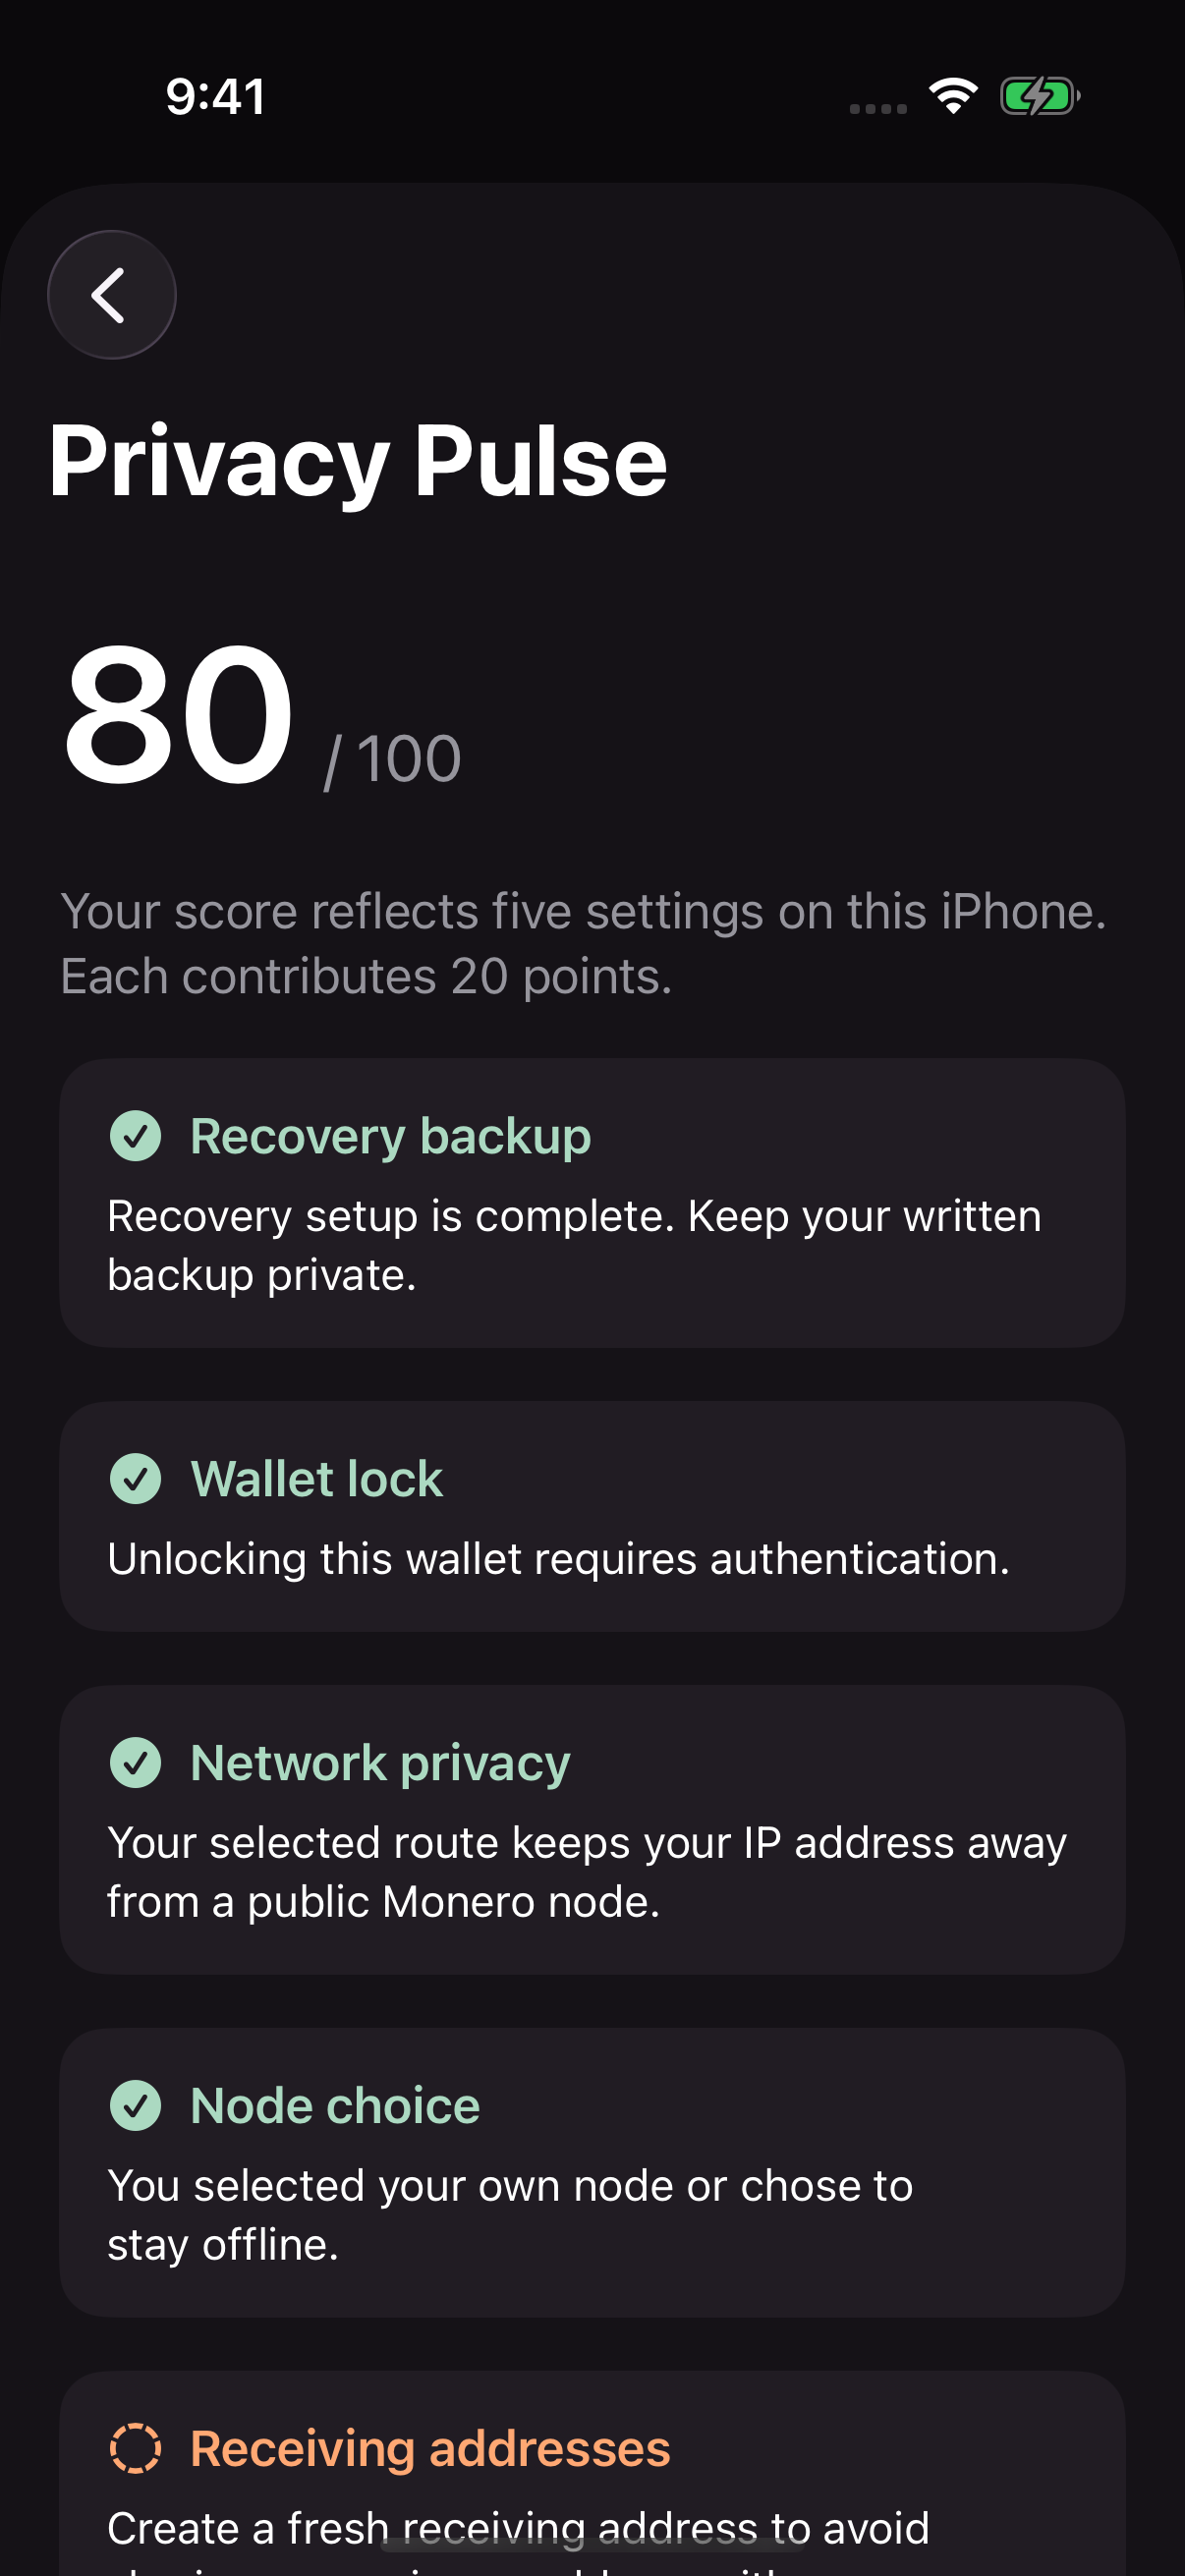 9:41
Privacy Pulse
80 / 100
Your score reflects five settings on this iPhone.
Each contributes 20 points.
Recovery backup
Recovery setup is complete. Keep your written
backup private.
Wallet lock
Unlocking this wallet requires authentication.
Network privacy
Your selected route keeps your IP address away
from a public Monero node.
Node choice
You selected your own node or chose to
stay offline.
Receiving addresses
Create a fresh receiving address to avoid